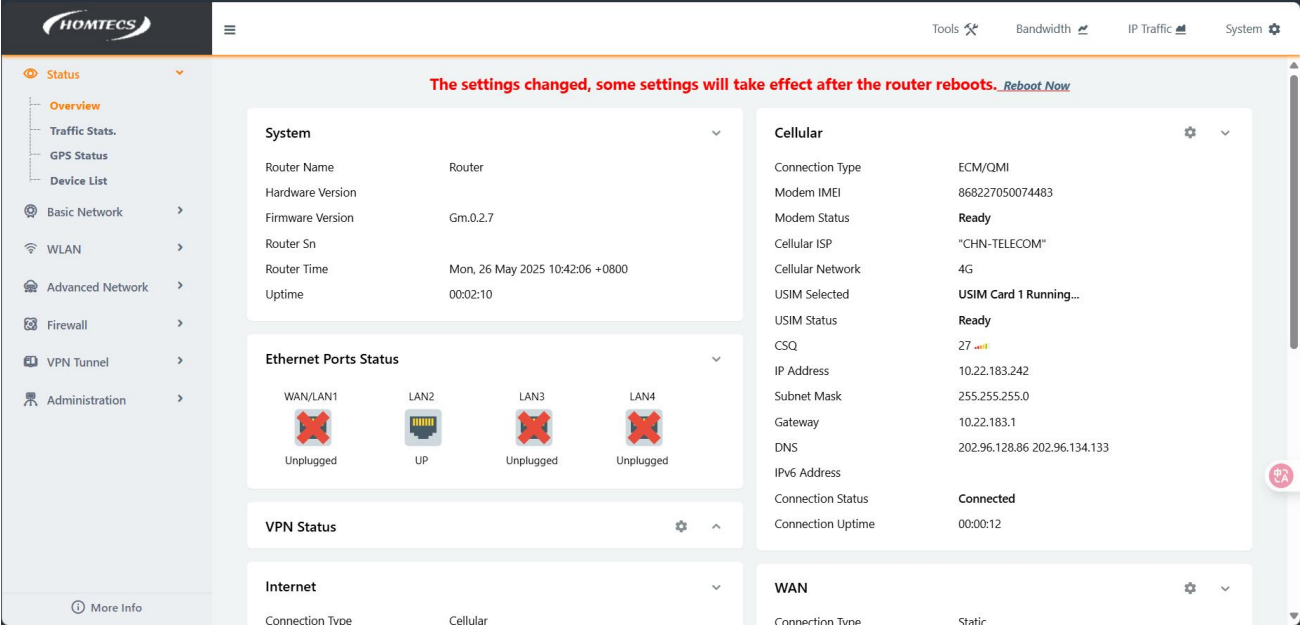 HOMTECS
Tools
Bandwidth
IP Traffic
System
Status
Overview
Traffic Stats.
GPS Status
Device List
Basic Network
WLAN
Advanced Network
Firewall
VPN Tunnel
Administration
More Info
The settings changed, some settings will take effect after the router reboots. Reboot Now
System
Router Name Router
Hardware Version
Firmware Version Gm.0.2.7
Router Sn
Router Time Mon, 26 May 2025 10:42:06 +0800
Uptime 00:02:10
Ethernet Ports Status
WAN/LAN1 LAN2 LAN3 LAN4
Unplugged UP Unplugged Unplugged
VPN Status
Internet
Connection Type Cellular
Cellular
Connection Type ECM/QMI
Modem IMEI 868227050074483
Modem Status Ready
Cellular ISP "CHN-TELECOM"
Cellular Network 4G
USIM Selected USIM Card 1 Running...
USIM Status Ready
CSQ 27
IP Address 10.22.183.242
Subnet Mask 255.255.255.0
Gateway 10.22.183.1
DNS 202.96.128.86 202.96.134.133
IPv6 Address
Connection Status Connected
Connection Uptime 00:00:12
WAN
Connection Type Static
中A